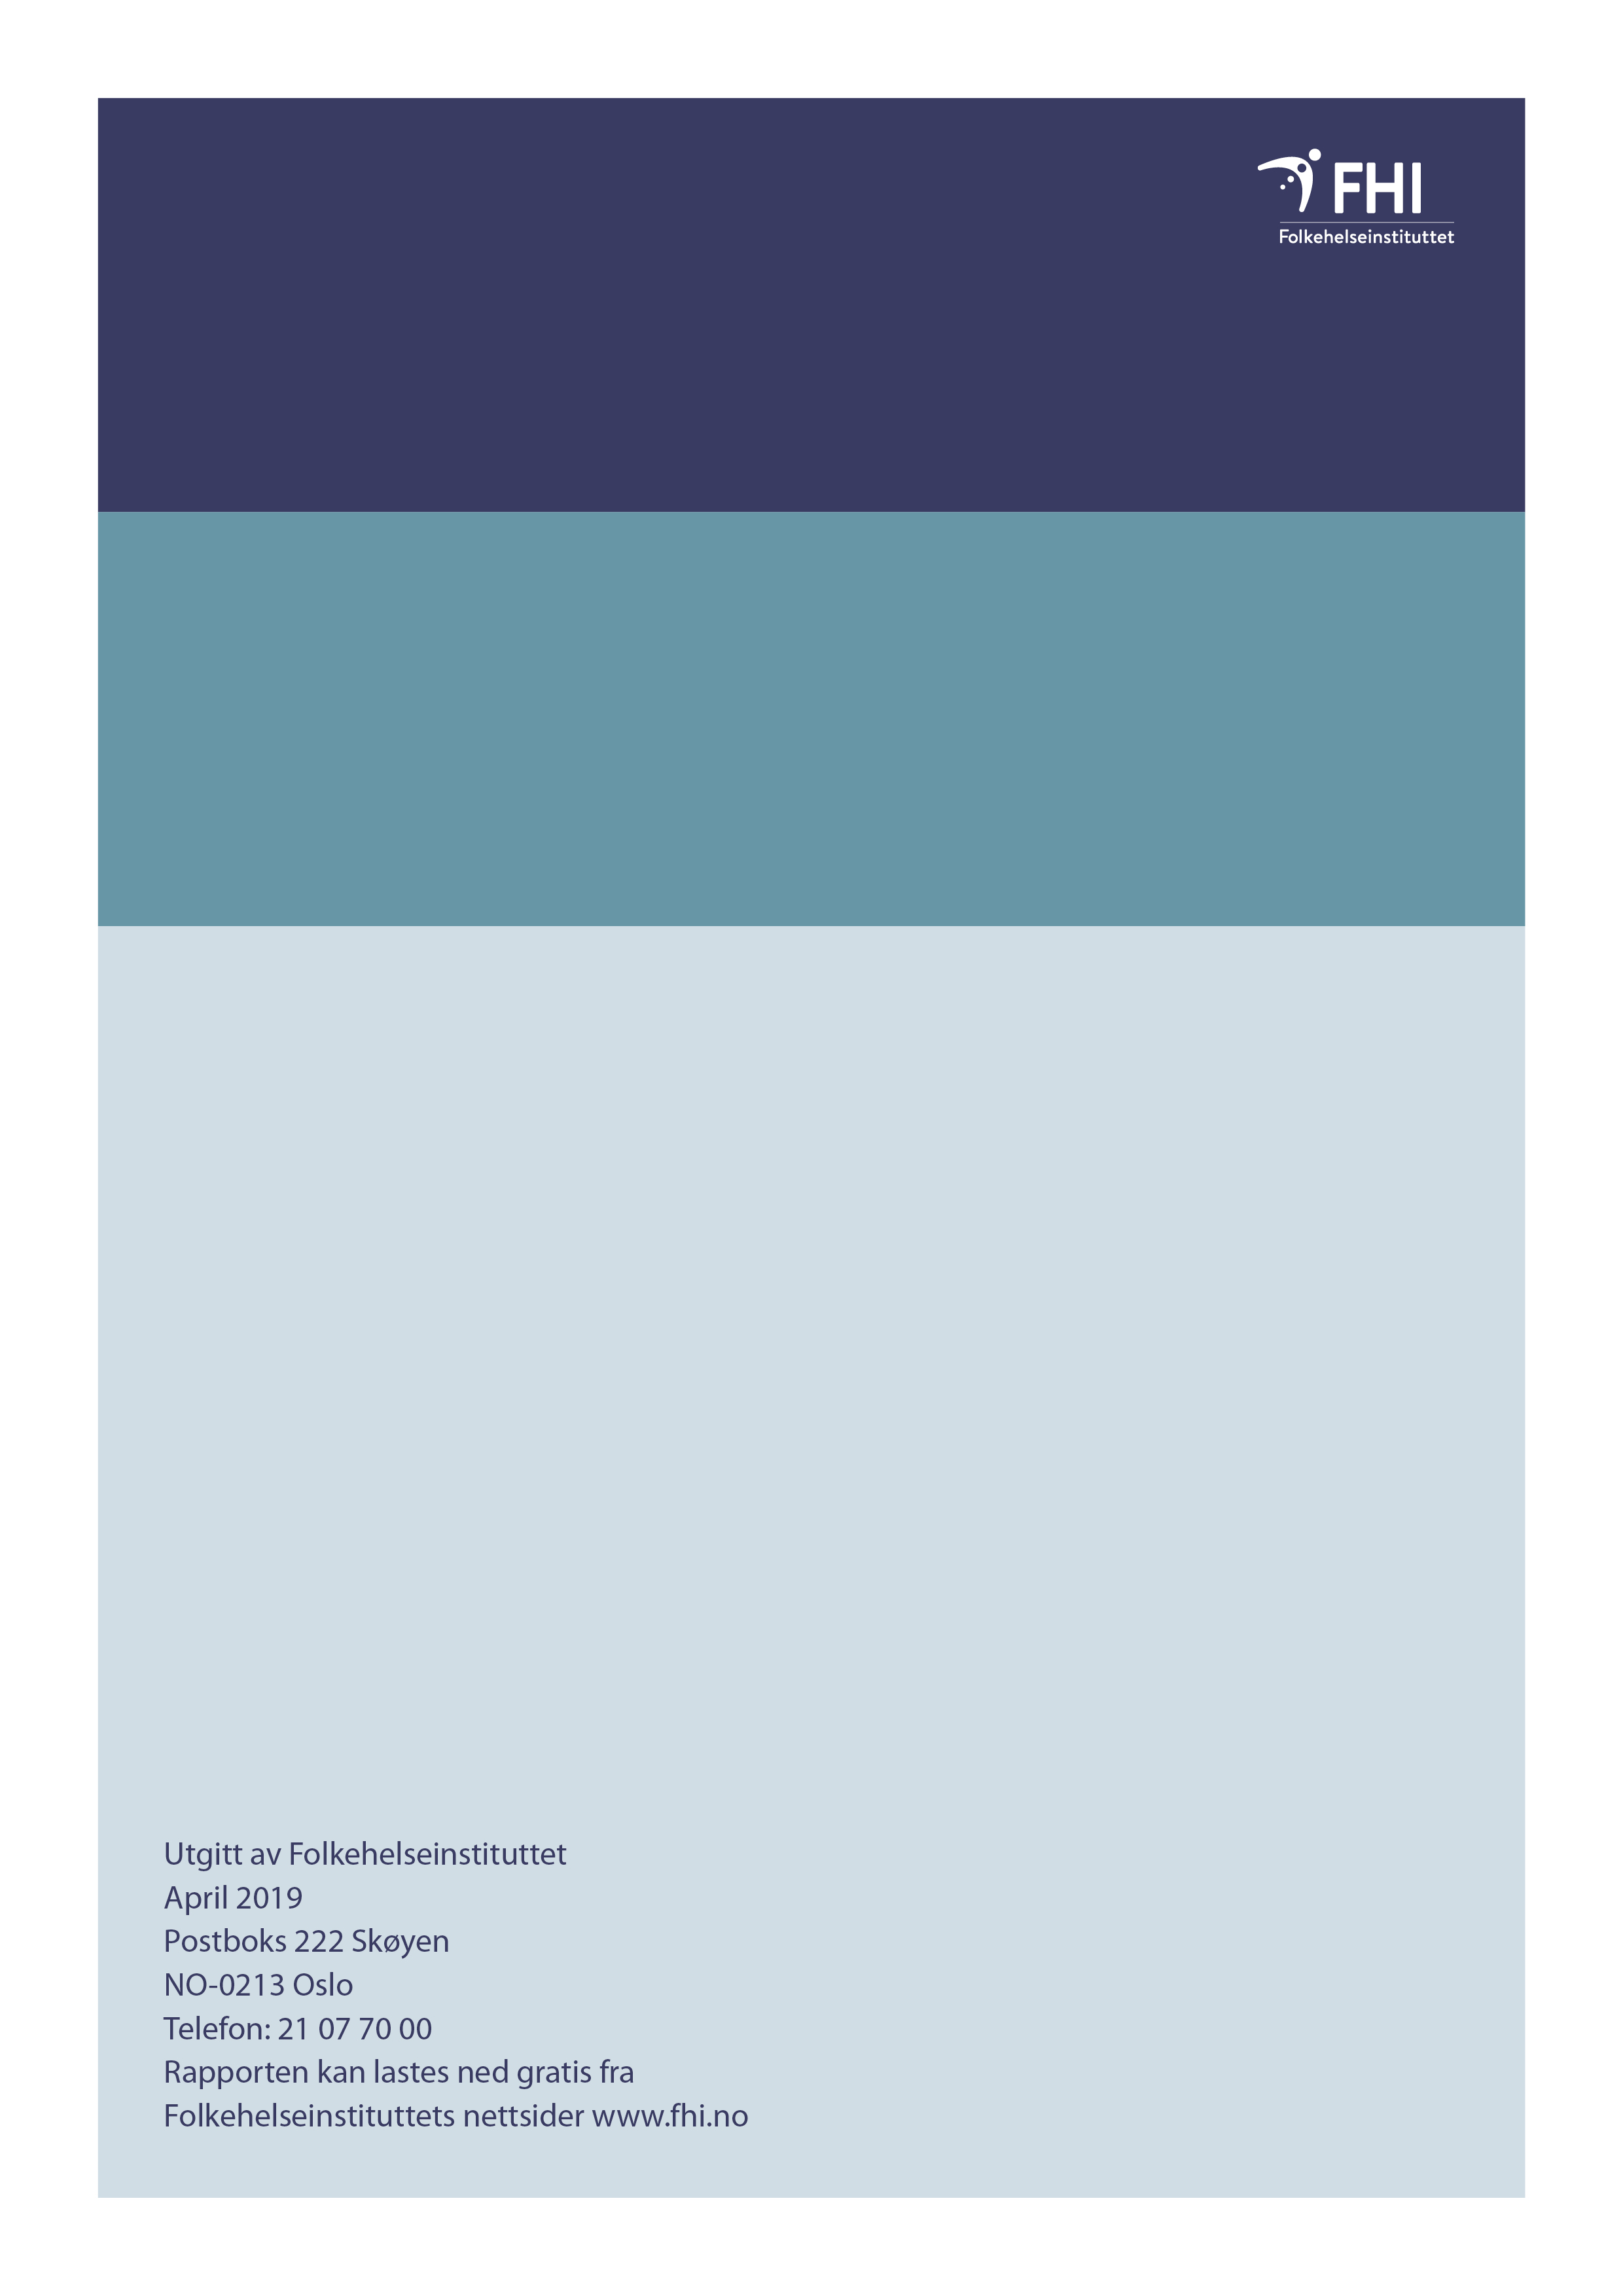 FHI
Folkehelseinstituttet
Utgitt av Folkehelseinstituttet
April 2019
Postboks 222 Skøyen
NO-0213 Oslo
Telefon: 21 07 70 00
Rapporten kan lastes ned gratis fra
Folkehelseinstituttets nettsider www.fhi.no